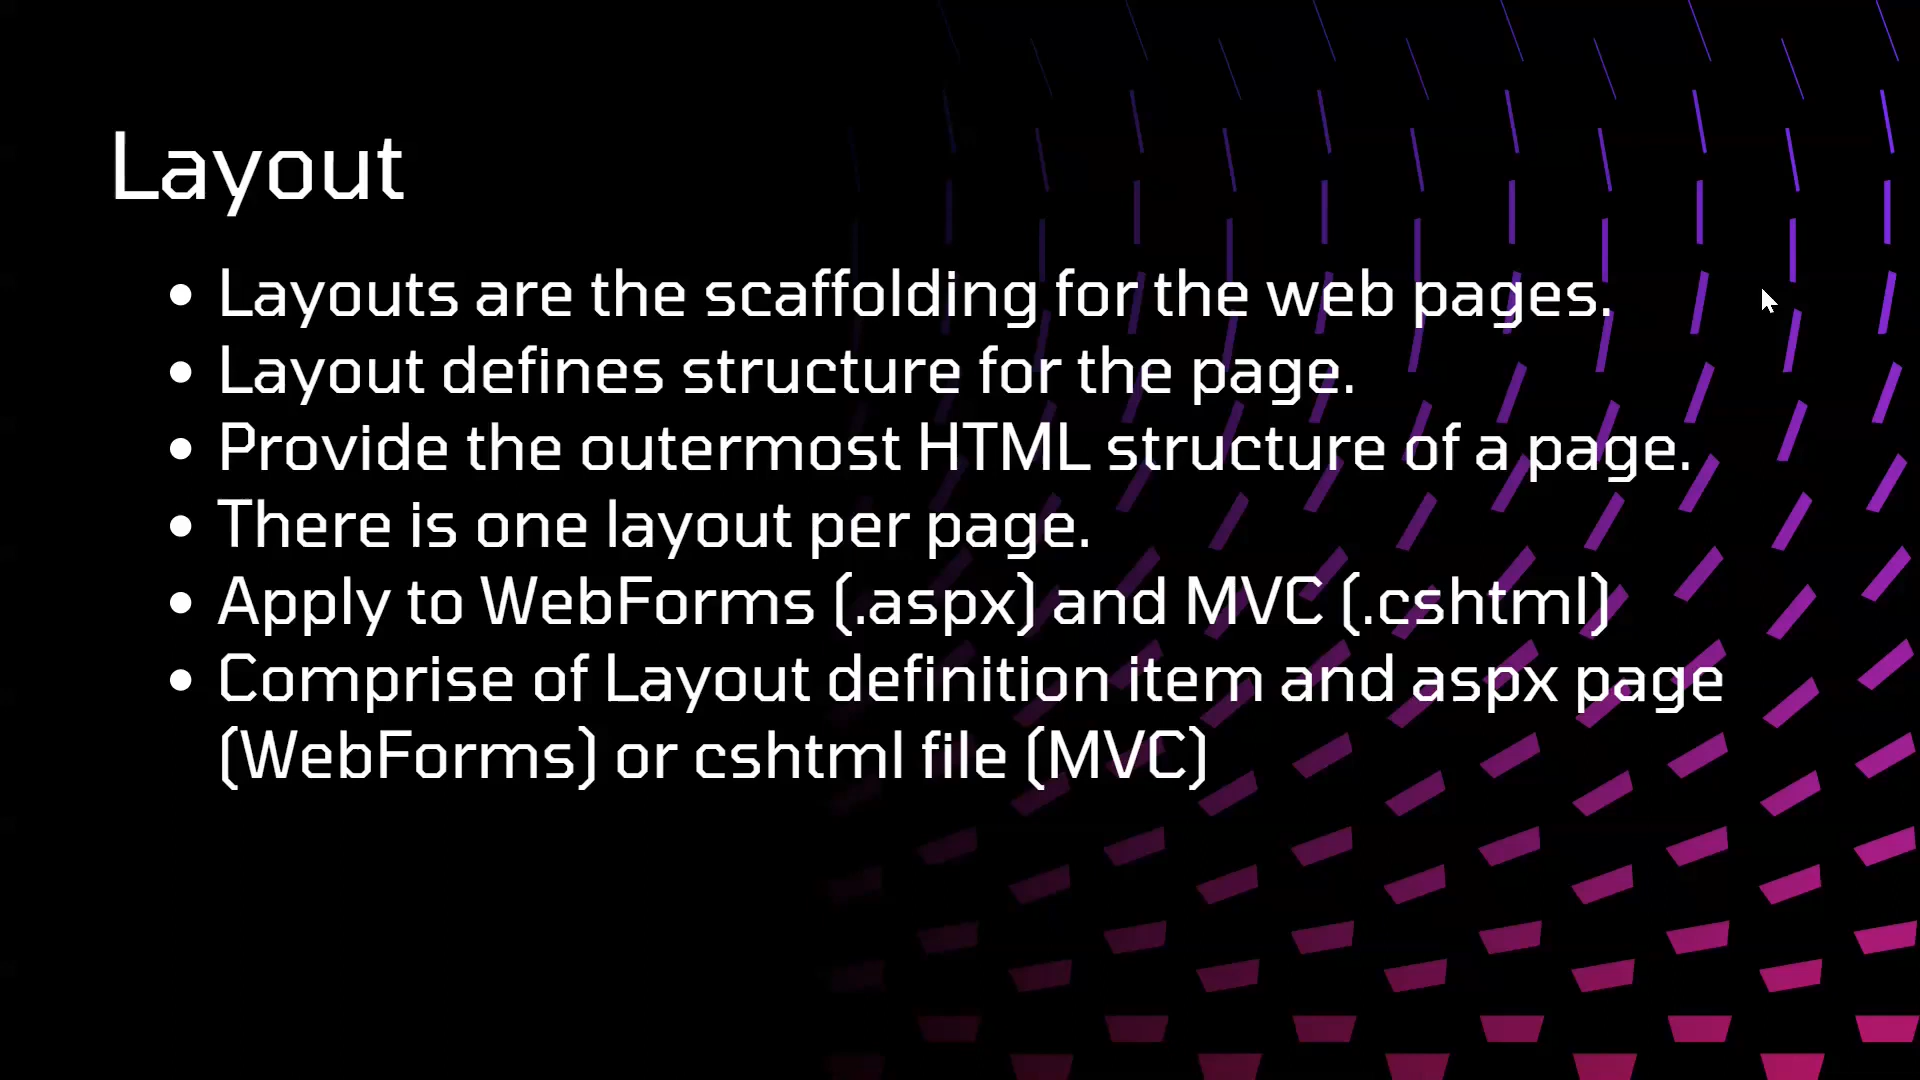 Layout
• Layouts are the scaffolding for the web pages.
• Layout defines structure for the page.
• Provide the outermost HTML structure of a page.
• There is one layout per page.
• Apply to WebForms (.aspx) and MVC (.cshtml)
• Comprise of Layout definition item and aspx page
(WebForms) or cshtml file (MVC)